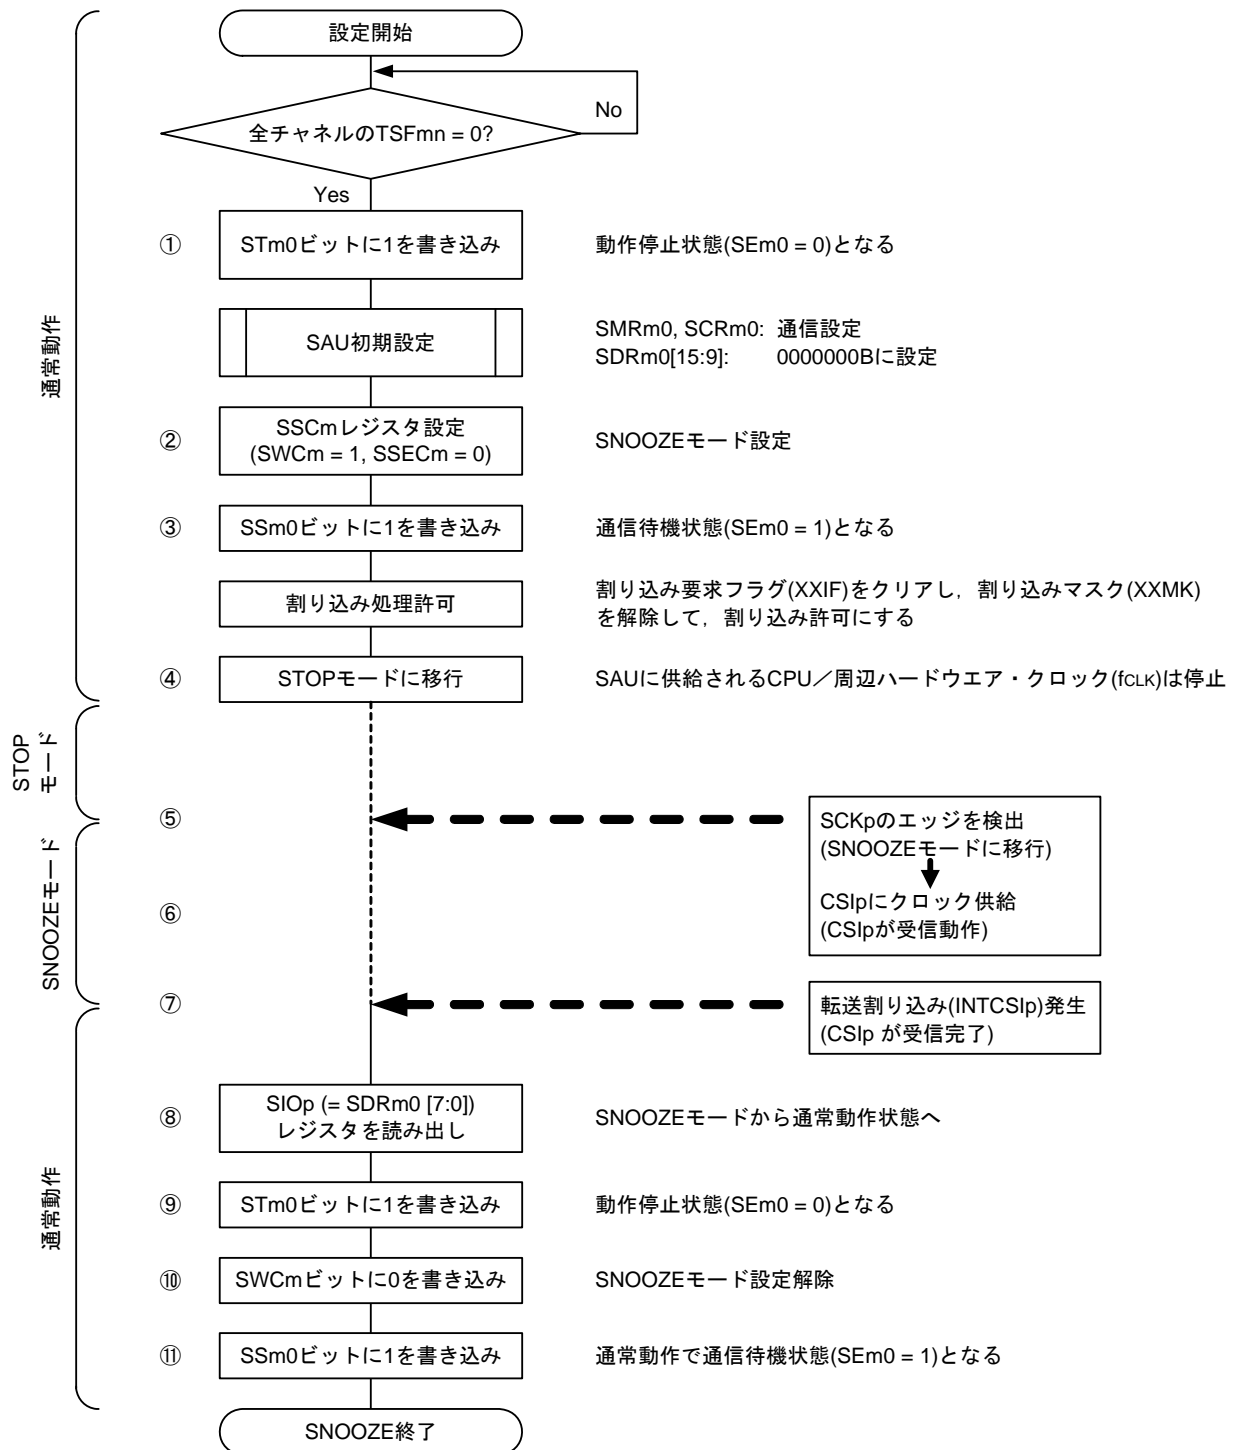 設定開始
No
全チャネルのTSFmn = 0?
Yes
① STm0ビットに1を書き込み 動作停止状態(SEm0 = 0)となる
SAU初期設定
SMRm0, SCRm0: 通信設定
SDRm0[15:9]: 0000000Bに設定
通常動作
② SSCmレジスタ設定
(SWCm = 1, SSECm = 0)
SNOOZEモード設定
③ SSm0ビットに1を書き込み 通信待機状態(SEm0 = 1)となる
割り込み処理許可
割り込み要求フラグ(XXIF)をクリアし，割り込みマスク(XXMK)
を解除して，割り込み許可にする
④ STOPモードに移行 SAUに供給されるCPU／周辺ハードウエア・クロック(fCLK)は停止
STOP
モード
⑤
SCKpのエッジを検出
(SNOOZEモードに移行)
SNOOZEモード
⑥
CSIpにクロック供給
(CSIpが受信動作)
⑦
転送割り込み(INTCSIp)発生
(CSIp が受信完了)
⑧ SIOp (= SDRm0 [7:0])
レジスタを読み出し
SNOOZEモードから通常動作状態へ
通常動作
⑨ STm0ビットに1を書き込み 動作停止状態(SEm0 = 0)となる
⑩ SWCmビットに0を書き込み SNOOZEモード設定解除
⑪ SSm0ビットに1を書き込み 通常動作で通信待機状態(SEm0 = 1)となる
SNOOZE終了